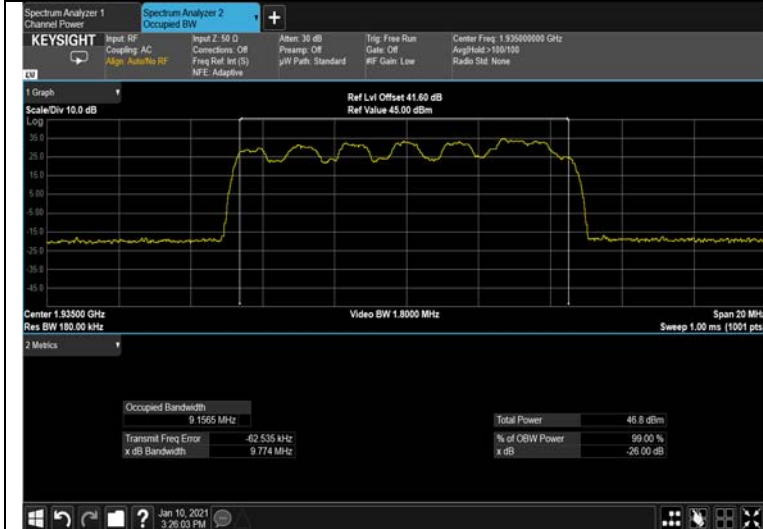 Spectrum Analyzer 1
Channel Power
Spectrum Analyzer 2
Occupied BW
+
KEYSIGHT
Input: RF
Coupling: AC
Align: Auto/No RF
Input Z: 50 Ω
Corrections: Off
Freq Ref: Int (S)
NFE: Adaptive
Atten: 30 dB
Preamp: Off
µW Path: Standard
Trig: Free Run
Gate: Off
#IF Gain: Low
Center Freq: 1.935000000 GHz
Avg|Hold:>100/100
Radio Std: None
1 Graph
Scale/Div 10.0 dB
Ref Lvl Offset 41.60 dB
Ref Value 45.00 dBm
Log
35.0
25.0
15.0
5.00
-5.00
-15.0
-25.0
-35.0
-45.0
Center 1.93500 GHz
Video BW 1.8000 MHz
Span 20 MHz
Res BW 180.00 kHz
Sweep 1.00 ms (1001 pts
2 Metrics
Occupied Bandwidth
9.1565 MHz
Total Power 46.8 dBm
Transmit Freq Error -62.535 kHz
% of OBW Power 99.00 %
x dB Bandwidth 9.774 MHz
x dB -26.00 dB
?
Jan 10, 2021
3:26:03 PM